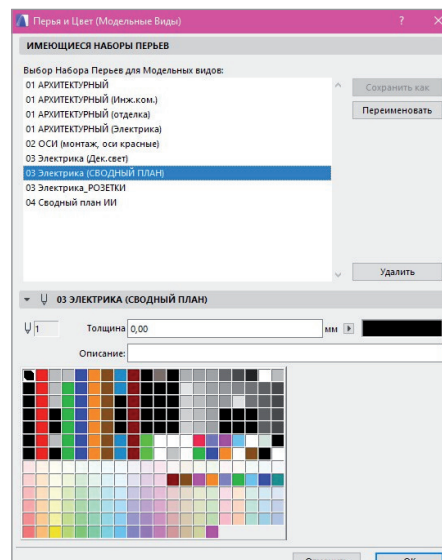 Перья и Цвет (Модельные Виды)
ИМЕЮЩИЕСЯ НАБОРЫ ПЕРЬЕВ
Выбор Набора Перьев для Модельных видов:
01 АРХИТЕКТУРНЫЙ
01 АРХИТЕКТУРНЫЙ (Инж.ком.)
01 АРХИТЕКТУРНЫЙ (отделка)
01 АРХИТЕКТУРНЫЙ (Электрика)
02 ОСИ (монтаж, оси красные)
03 Электрика (Дек.свет)
03 Электрика (СВОДНЫЙ ПЛАН)
03 Электрика_РОЗЕТКИ
04 Сводный план ИИ
Сохранить как
Переименовать
Удалить
03 ЭЛЕКТРИКА (СВОДНЫЙ ПЛАН)
1 Толщина 0,00 мм
Описание: